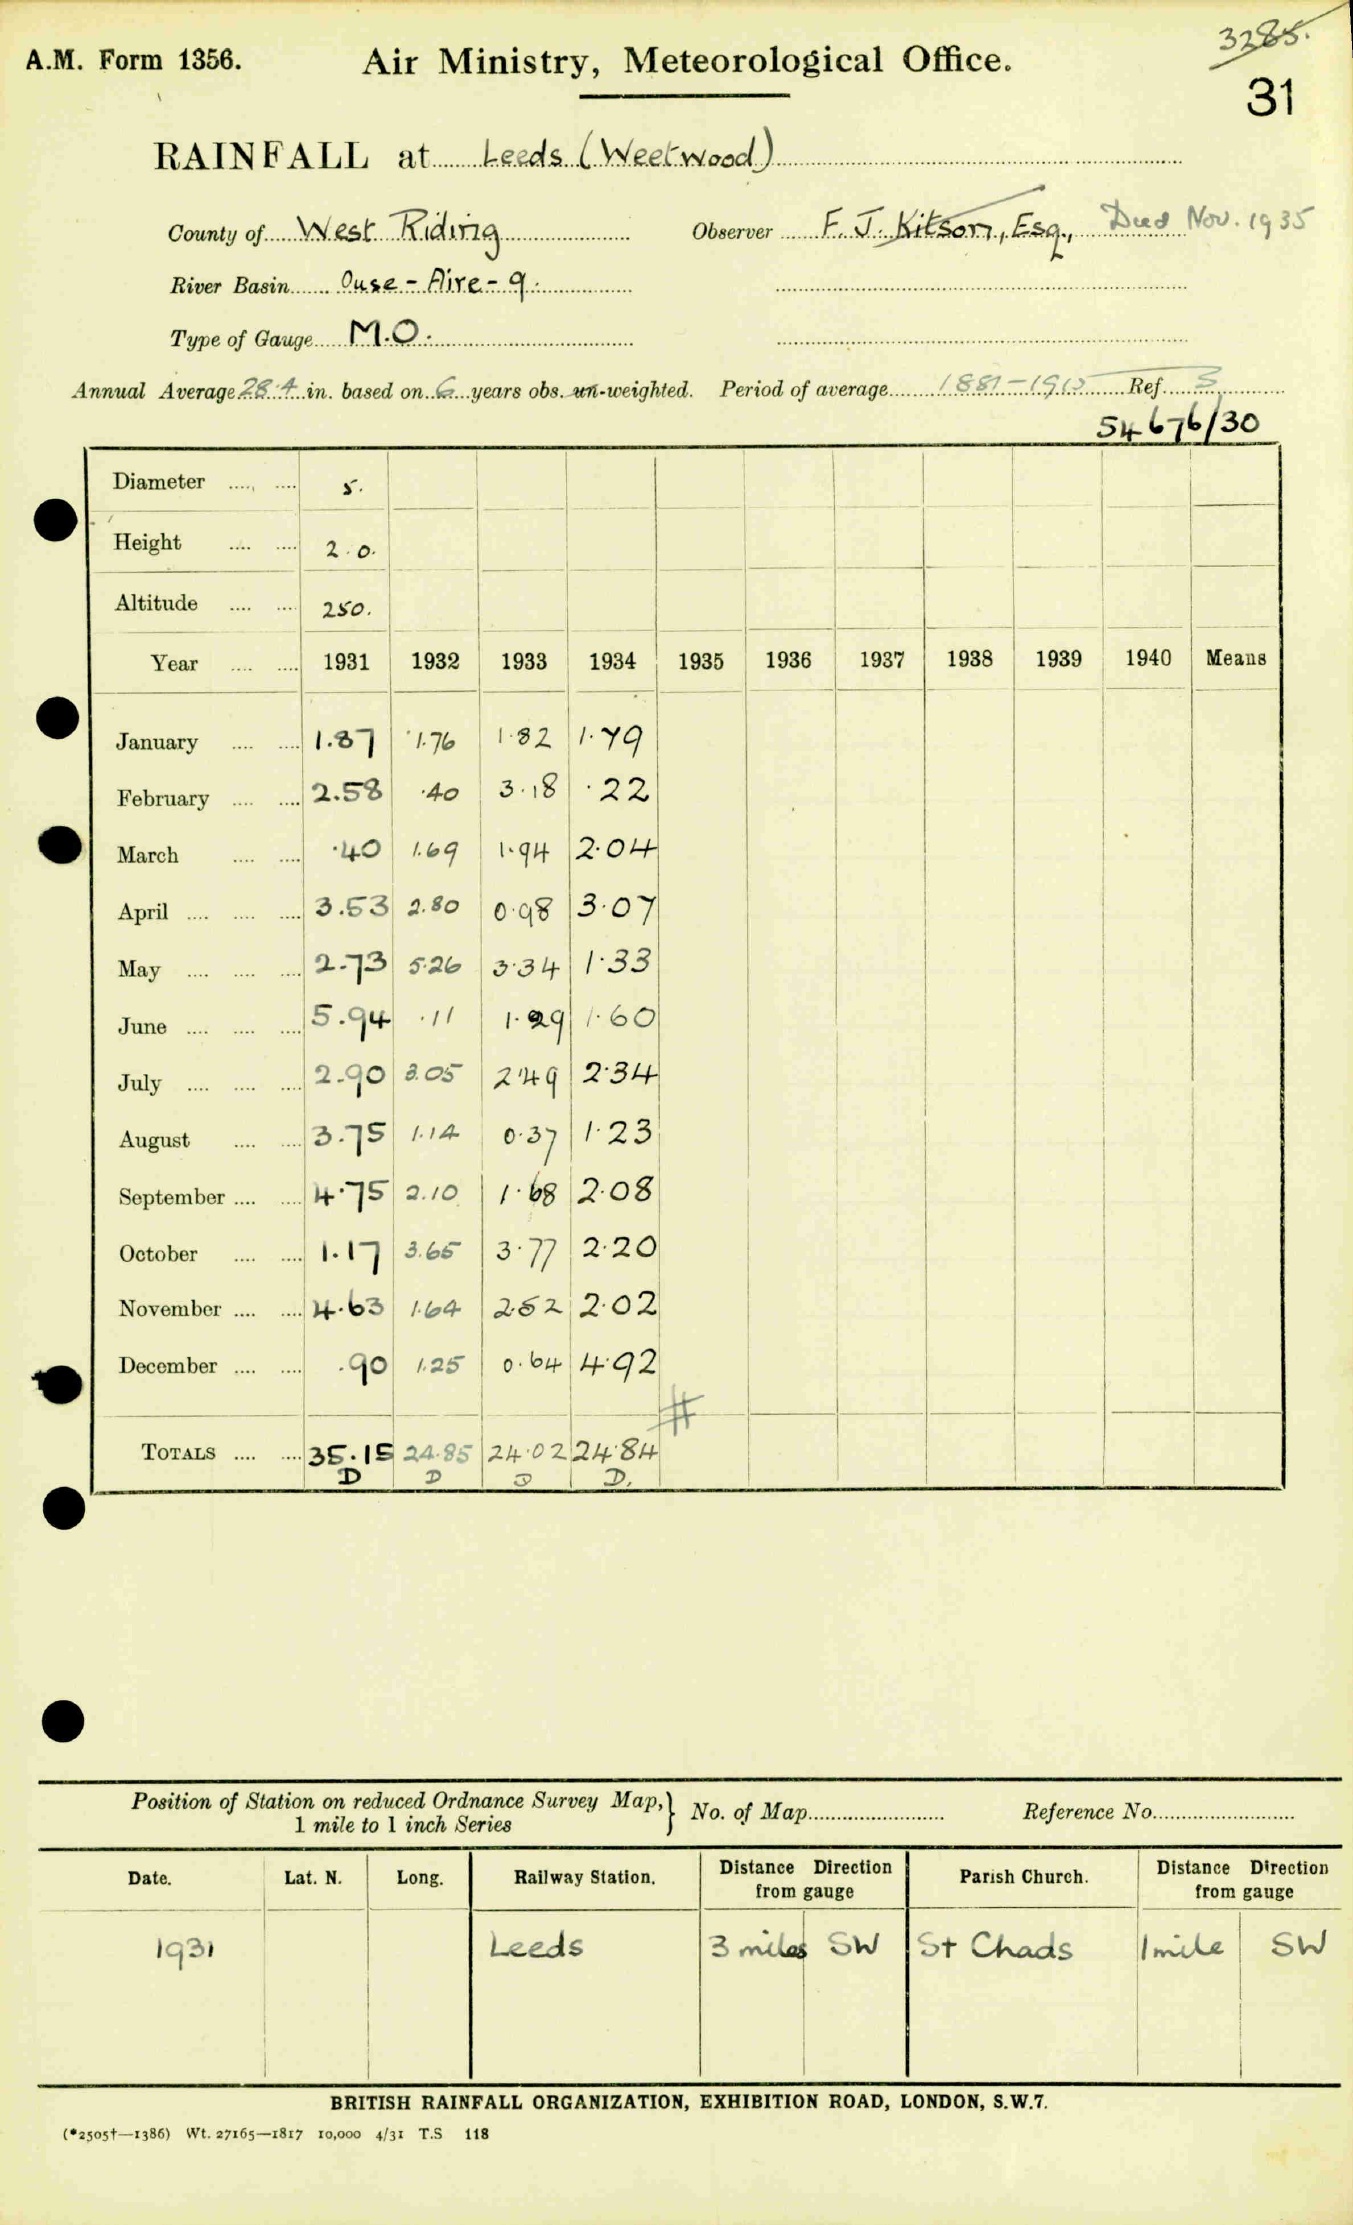 3285.
A.M. Form 1356. Air Ministry, Meteorological Office.
31
RAINFALL at Leeds (Weetwood)
County of West Riding Observer F. J. Kitson, Esq., Died Nov. 1935
River Basin Ouse - Aire - 9.
Type of Gauge M.O.
Annual Average 28.4 in. based on 6 years obs. un-weighted. Period of average 1881-1915 Ref. 3
54676/30
Diameter 5.
Height 2.0.
Altitude 250.
Year 1931 1932 1933 1934 1935 1936 1937 1938 1939 1940 Means
January 1.87 1.76 1.82 1.79
February 2.58 .40 3.18 .22
March .40 1.69 1.94 2.04
April 3.53 2.80 0.98 3.07
May 2.73 5.26 3.34 1.33
June 5.94 .11 1.29 1.60
July 2.90 3.05 2.49 2.34
August 3.75 1.14 0.37 1.23
September 4.75 2.10 1.68 2.08
October 1.17 3.65 3.77 2.20
November 4.63 1.64 2.52 2.02
December .90 1.25 0.64 4.92
#
TOTALS 35.15 24.85 24.02 24.84
D D D D.
Position of Station on reduced Ordnance Survey Map, } No. of Map Reference No.
1 mile to 1 inch Series
Date. Lat. N. Long. Railway Station. Distance Direction from gauge Parish Church. Distance Direction from gauge
1931 Leeds 3 miles SW St Chads 1 mile SW
BRITISH RAINFALL ORGANIZATION, EXHIBITION ROAD, LONDON, S.W.7.
(*2505†—1386) Wt. 27165—1817 10,000 4/31 T.S 118